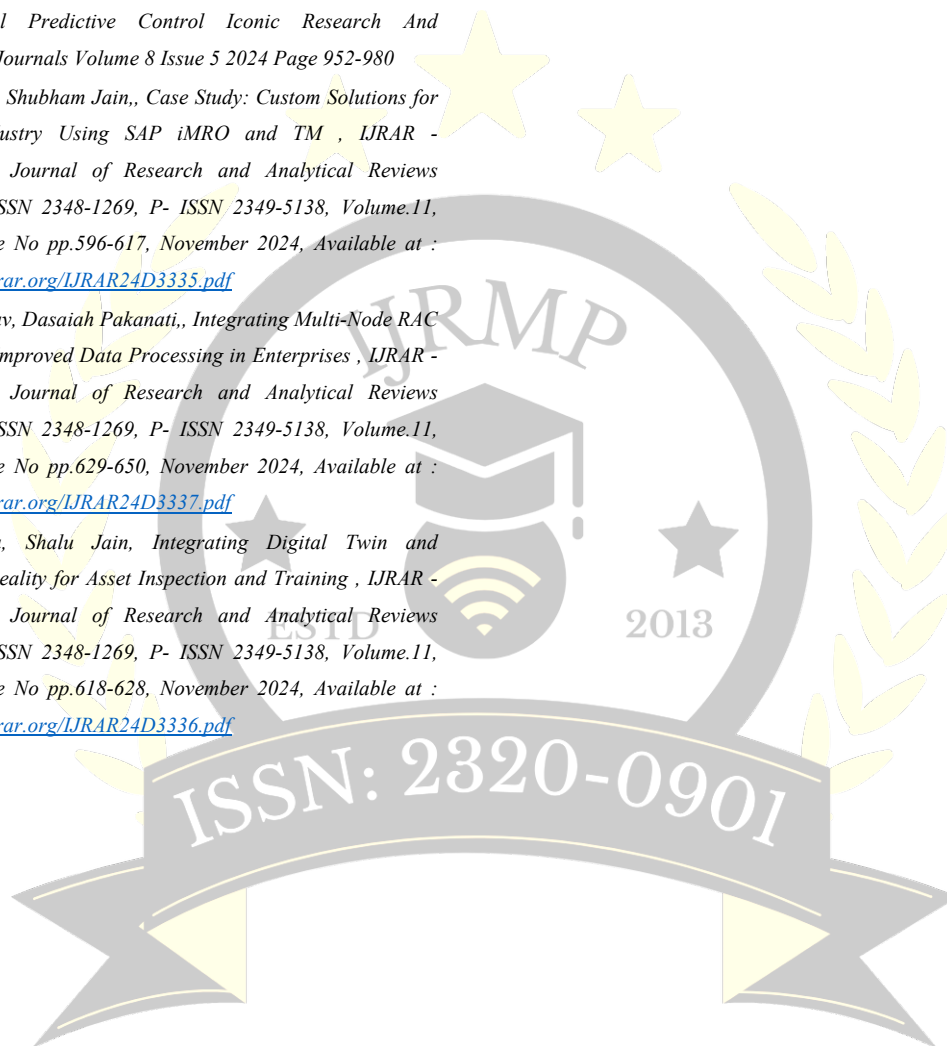 Predictive Control Iconic Research And
Journals Volume 8 Issue 5 2024 Page 952-980
Shubham Jain,, Case Study: Custom Solutions for
Using SAP iMRO and TM , IJRAR -
Journal of Research and Analytical Reviews
ISSN 2348-1269, P- ISSN 2349-5138, Volume.11,
No pp.596-617, November 2024, Available at :
rar.org/IJRAR24D3335.pdf
Dasaiah Pakanati,, Integrating Multi-Node RAC
Improved Data Processing in Enterprises , IJRAR -
Journal of Research and Analytical Reviews
ISSN 2348-1269, P- ISSN 2349-5138, Volume.11,
No pp.629-650, November 2024, Available at :
rar.org/IJRAR24D3337.pdf
Shalu Jain, Integrating Digital Twin and
for Asset Inspection and Training , IJRAR -
Journal of Research and Analytical Reviews
ISSN 2348-1269, P- ISSN 2349-5138, Volume.11,
No pp.618-628, November 2024, Available at :
rar.org/IJRAR24D3336.pdf
IJRMP
ESTD 2013
ISSN: 2320-0901